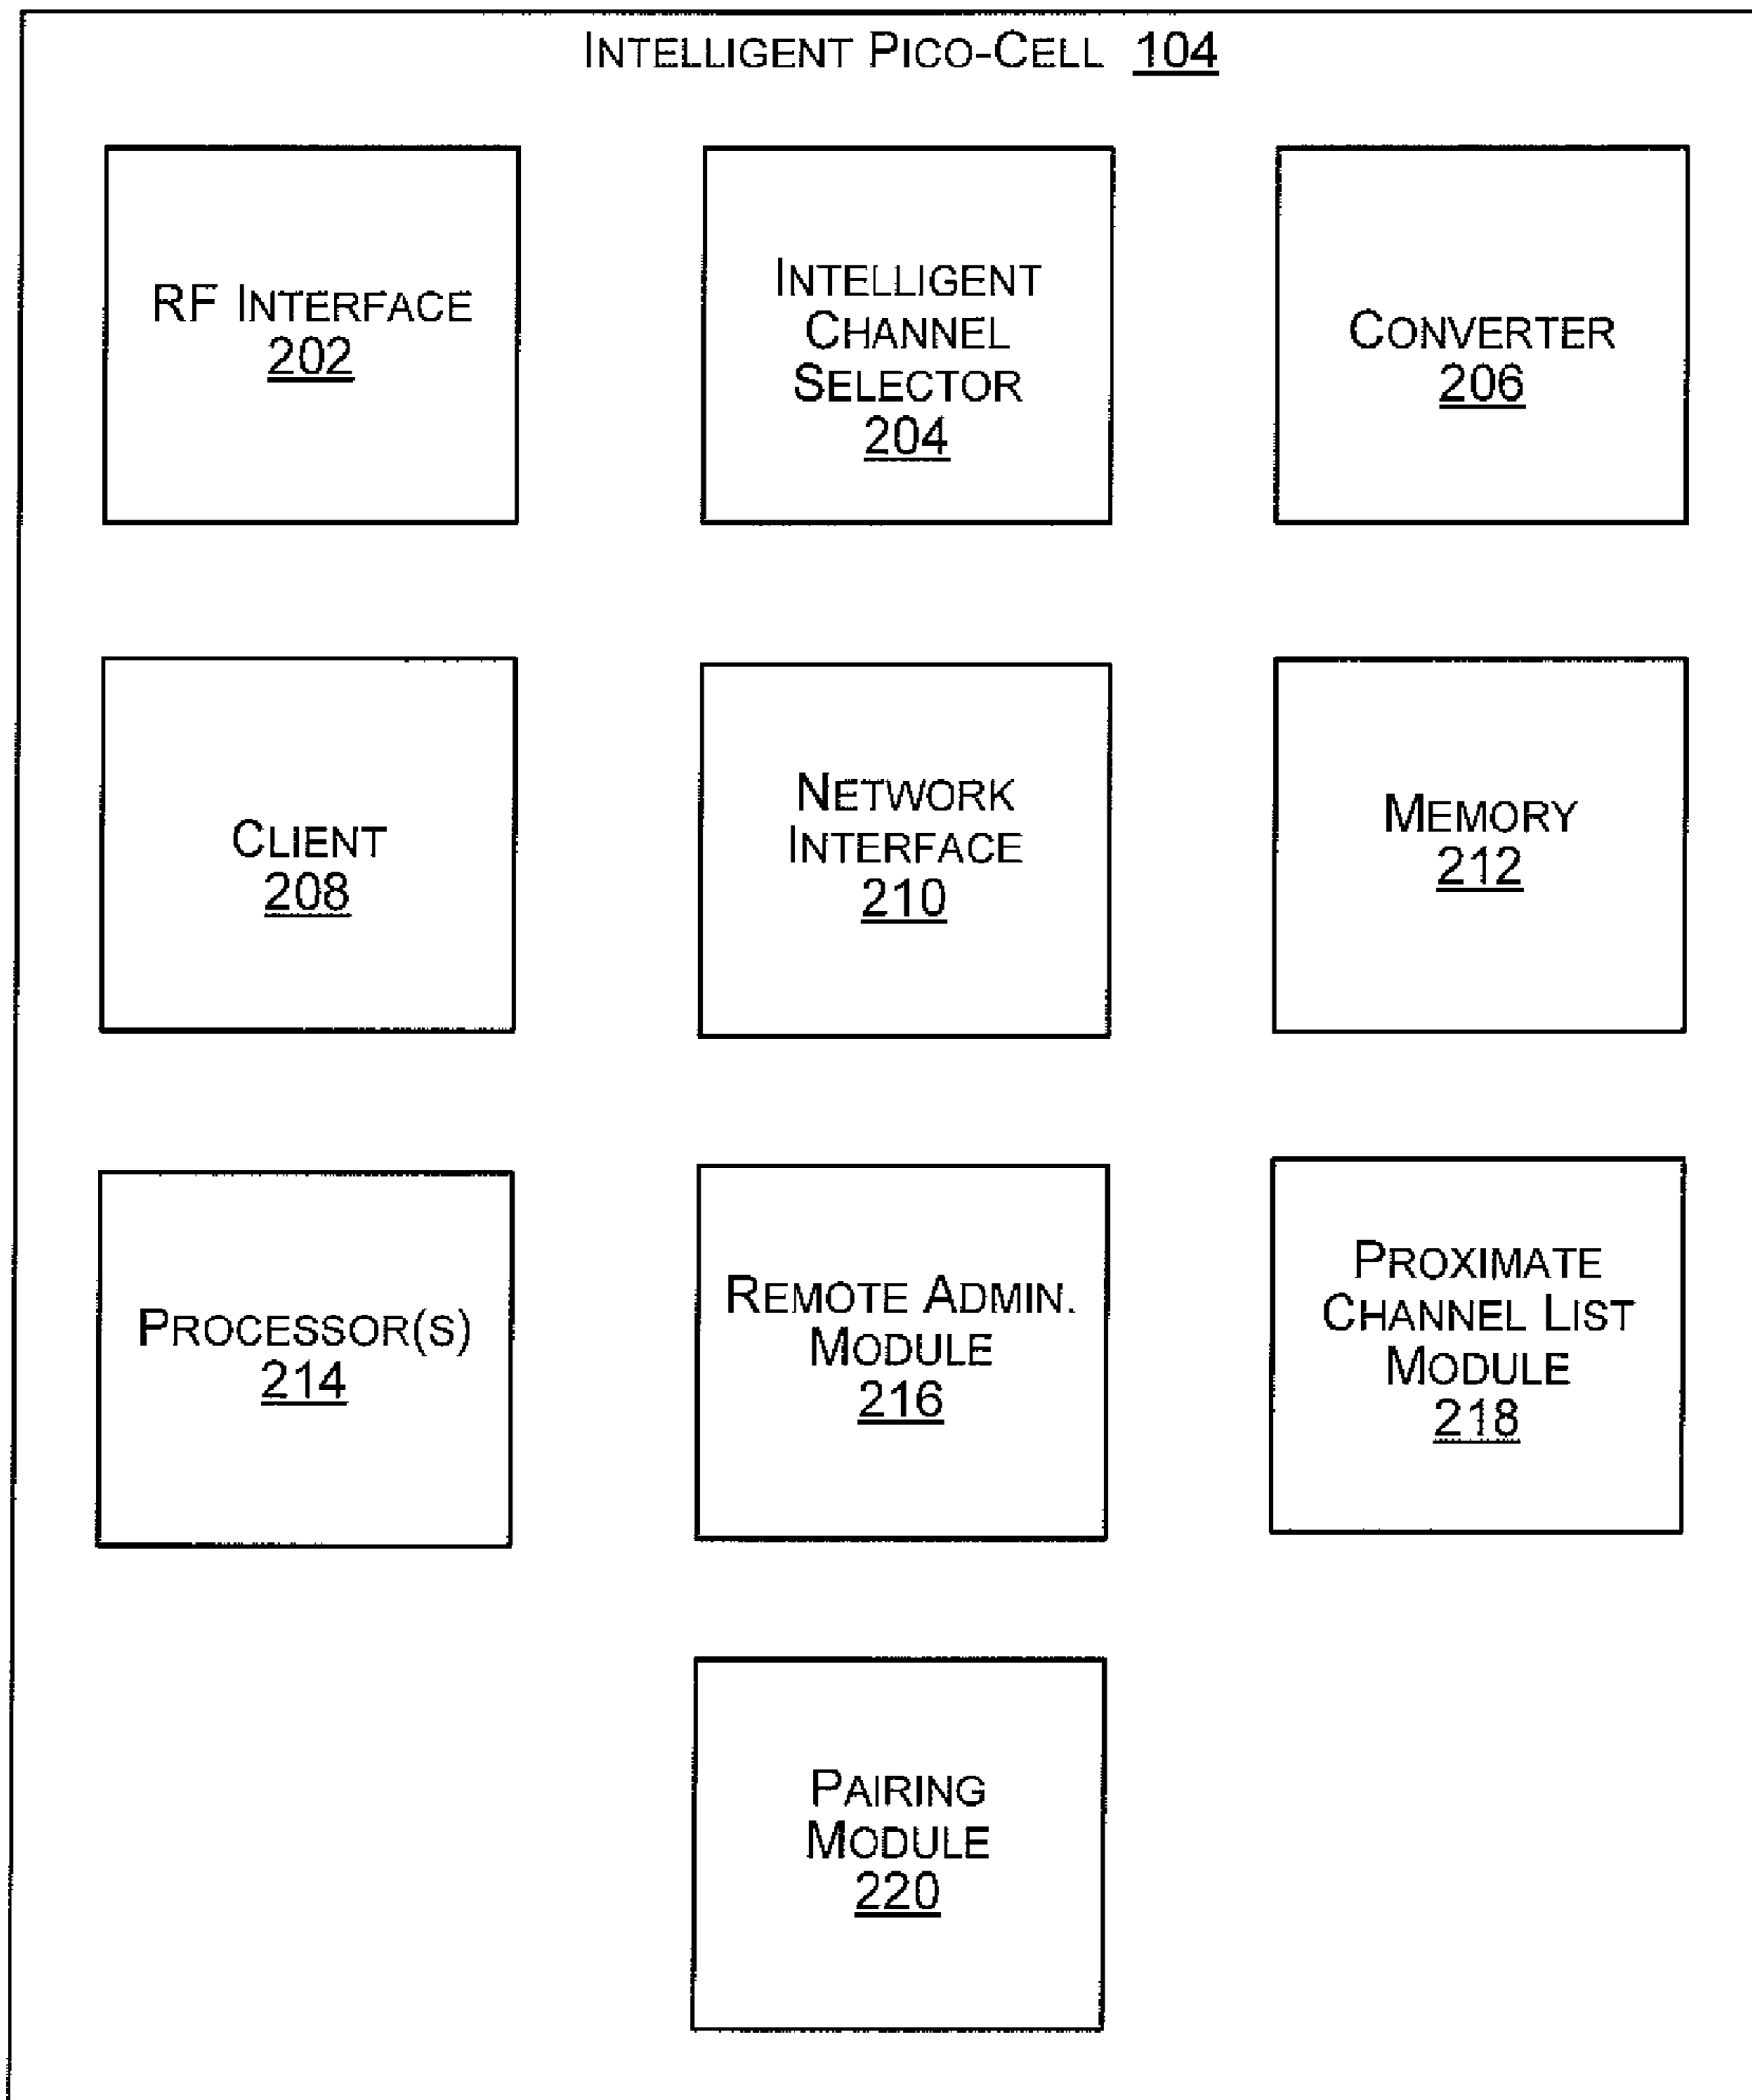 INTELLIGENT PICO-CELL 104
RF INTERFACE
202
INTELLIGENT
CHANNEL
SELECTOR
204
CONVERTER
206
CLIENT
208
NETWORK
INTERFACE
210
MEMORY
212
PROCESSOR(S)
214
REMOTE ADMIN.
MODULE
216
PROXIMATE
CHANNEL LIST
MODULE
218
PAIRING
MODULE
220